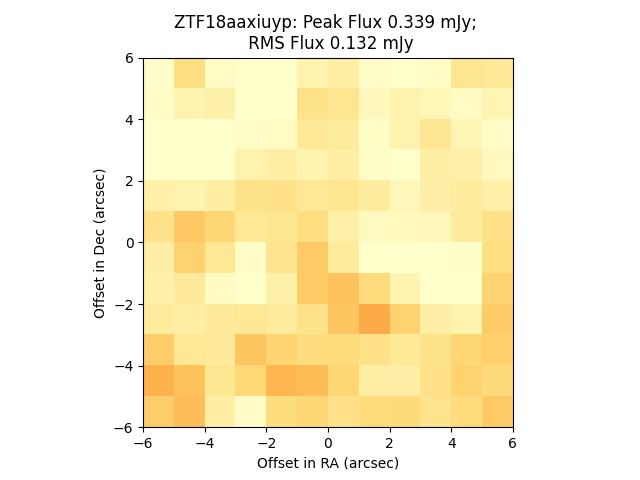 ZTF18aaxiuyp: Peak Flux 0.339 mJy;
RMS Flux 0.132 mJy
6
4
2
0
−2
−4
−6
Offset in Dec (arcsec)
−6 −4 −2 0 2 4 6
Offset in RA (arcsec)